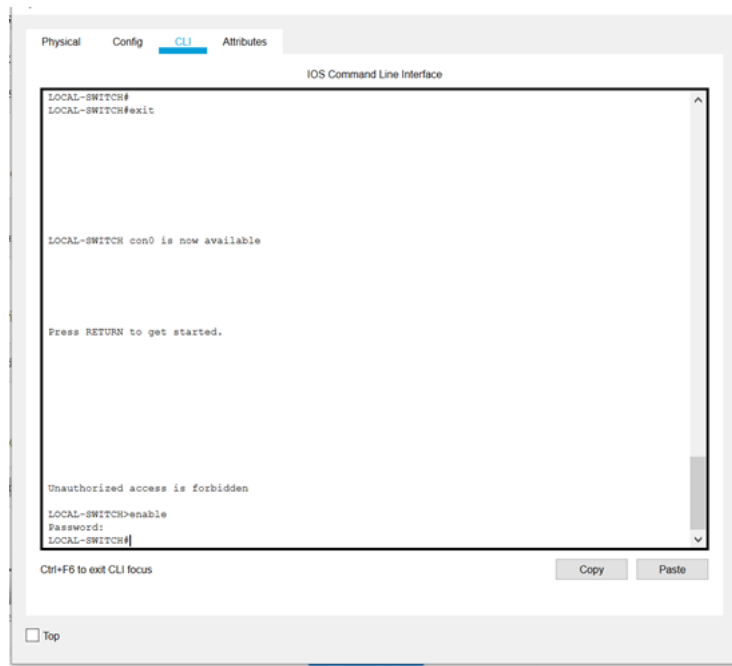 Physical Config CLI Attributes
IOS Command Line Interface
LOCAL-SWITCH#
LOCAL-SWITCH#exit
LOCAL-SWITCH con0 is now available
Press RETURN to get started.
Unauthorized access is forbidden
LOCAL-SWITCH>enable
Password:
LOCAL-SWITCH#
Ctrl+F6 to exit CLI focus Copy Paste
Top